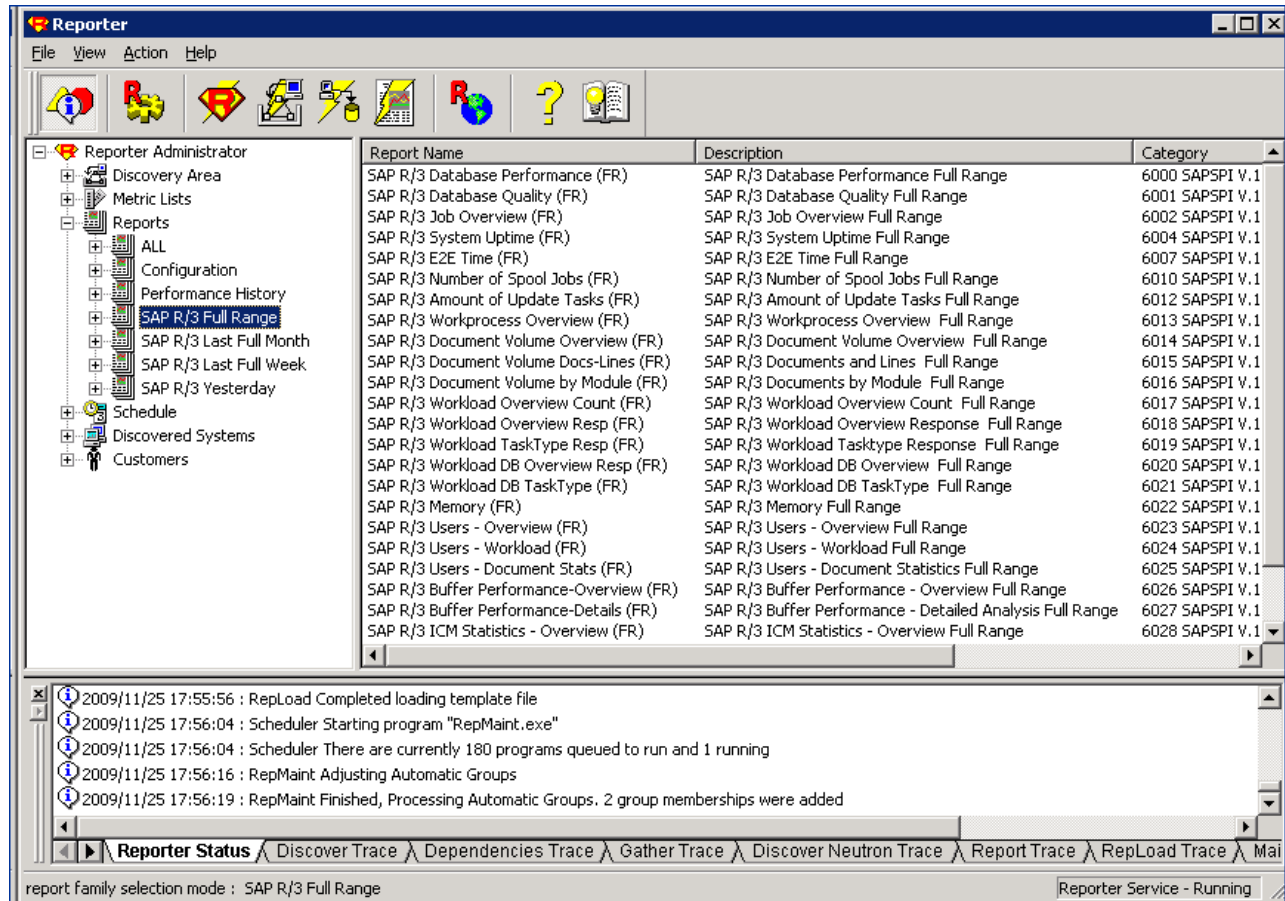 Reporter
File View Action Help
Reporter Administrator
Discovery Area
Metric Lists
Reports
ALL
Configuration
Performance History
SAP R/3 Full Range
SAP R/3 Last Full Month
SAP R/3 Last Full Week
SAP R/3 Yesterday
Schedule
Discovered Systems
Customers
Report Name Description Category
SAP R/3 Database Performance (FR) SAP R/3 Database Performance Full Range 6000 SAPSPI V.1
SAP R/3 Database Quality (FR) SAP R/3 Database Quality Full Range 6001 SAPSPI V.1
SAP R/3 Job Overview (FR) SAP R/3 Job Overview Full Range 6002 SAPSPI V.1
SAP R/3 System Uptime (FR) SAP R/3 System Uptime Full Range 6004 SAPSPI V.1
SAP R/3 E2E Time (FR) SAP R/3 E2E Time Full Range 6007 SAPSPI V.1
SAP R/3 Number of Spool Jobs (FR) SAP R/3 Number of Spool Jobs Full Range 6010 SAPSPI V.1
SAP R/3 Amount of Update Tasks (FR) SAP R/3 Amount of Update Tasks Full Range 6012 SAPSPI V.1
SAP R/3 Workprocess Overview (FR) SAP R/3 Workprocess Overview Full Range 6013 SAPSPI V.1
SAP R/3 Document Volume Overview (FR) SAP R/3 Document Volume Overview Full Range 6014 SAPSPI V.1
SAP R/3 Document Volume Docs-Lines (FR) SAP R/3 Documents and Lines Full Range 6015 SAPSPI V.1
SAP R/3 Document Volume by Module (FR) SAP R/3 Documents by Module Full Range 6016 SAPSPI V.1
SAP R/3 Workload Overview Count (FR) SAP R/3 Workload Overview Count Full Range 6017 SAPSPI V.1
SAP R/3 Workload Overview Resp (FR) SAP R/3 Workload Overview Response Full Range 6018 SAPSPI V.1
SAP R/3 Workload TaskType Resp (FR) SAP R/3 Workload Tasktype Response Full Range 6019 SAPSPI V.1
SAP R/3 Workload DB Overview Resp (FR) SAP R/3 Workload DB Overview Full Range 6020 SAPSPI V.1
SAP R/3 Workload DB TaskType (FR) SAP R/3 Workload DB TaskType Full Range 6021 SAPSPI V.1
SAP R/3 Memory (FR) SAP R/3 Memory Full Range 6022 SAPSPI V.1
SAP R/3 Users - Overview (FR) SAP R/3 Users - Overview Full Range 6023 SAPSPI V.1
SAP R/3 Users - Workload (FR) SAP R/3 Users - Workload Full Range 6024 SAPSPI V.1
SAP R/3 Users - Document Stats (FR) SAP R/3 Users - Document Statistics Full Range 6025 SAPSPI V.1
SAP R/3 Buffer Performance-Overview (FR) SAP R/3 Buffer Performance - Overview Full Range 6026 SAPSPI V.1
SAP R/3 Buffer Performance-Details (FR) SAP R/3 Buffer Performance - Detailed Analysis Full Range 6027 SAPSPI V.1
SAP R/3 ICM Statistics - Overview (FR) SAP R/3 ICM Statistics - Overview Full Range 6028 SAPSPI V.1
2009/11/25 17:55:56 : RepLoad Completed loading template file
2009/11/25 17:56:04 : Scheduler Starting program "RepMaint.exe"
2009/11/25 17:56:04 : Scheduler There are currently 180 programs queued to run and 1 running
2009/11/25 17:56:16 : RepMaint Adjusting Automatic Groups
2009/11/25 17:56:19 : RepMaint Finished, Processing Automatic Groups. 2 group memberships were added
Reporter Status Discover Trace Dependencies Trace Gather Trace Discover Neutron Trace Report Trace RepLoad Trace Mai
report family selection mode : SAP R/3 Full Range Reporter Service - Running